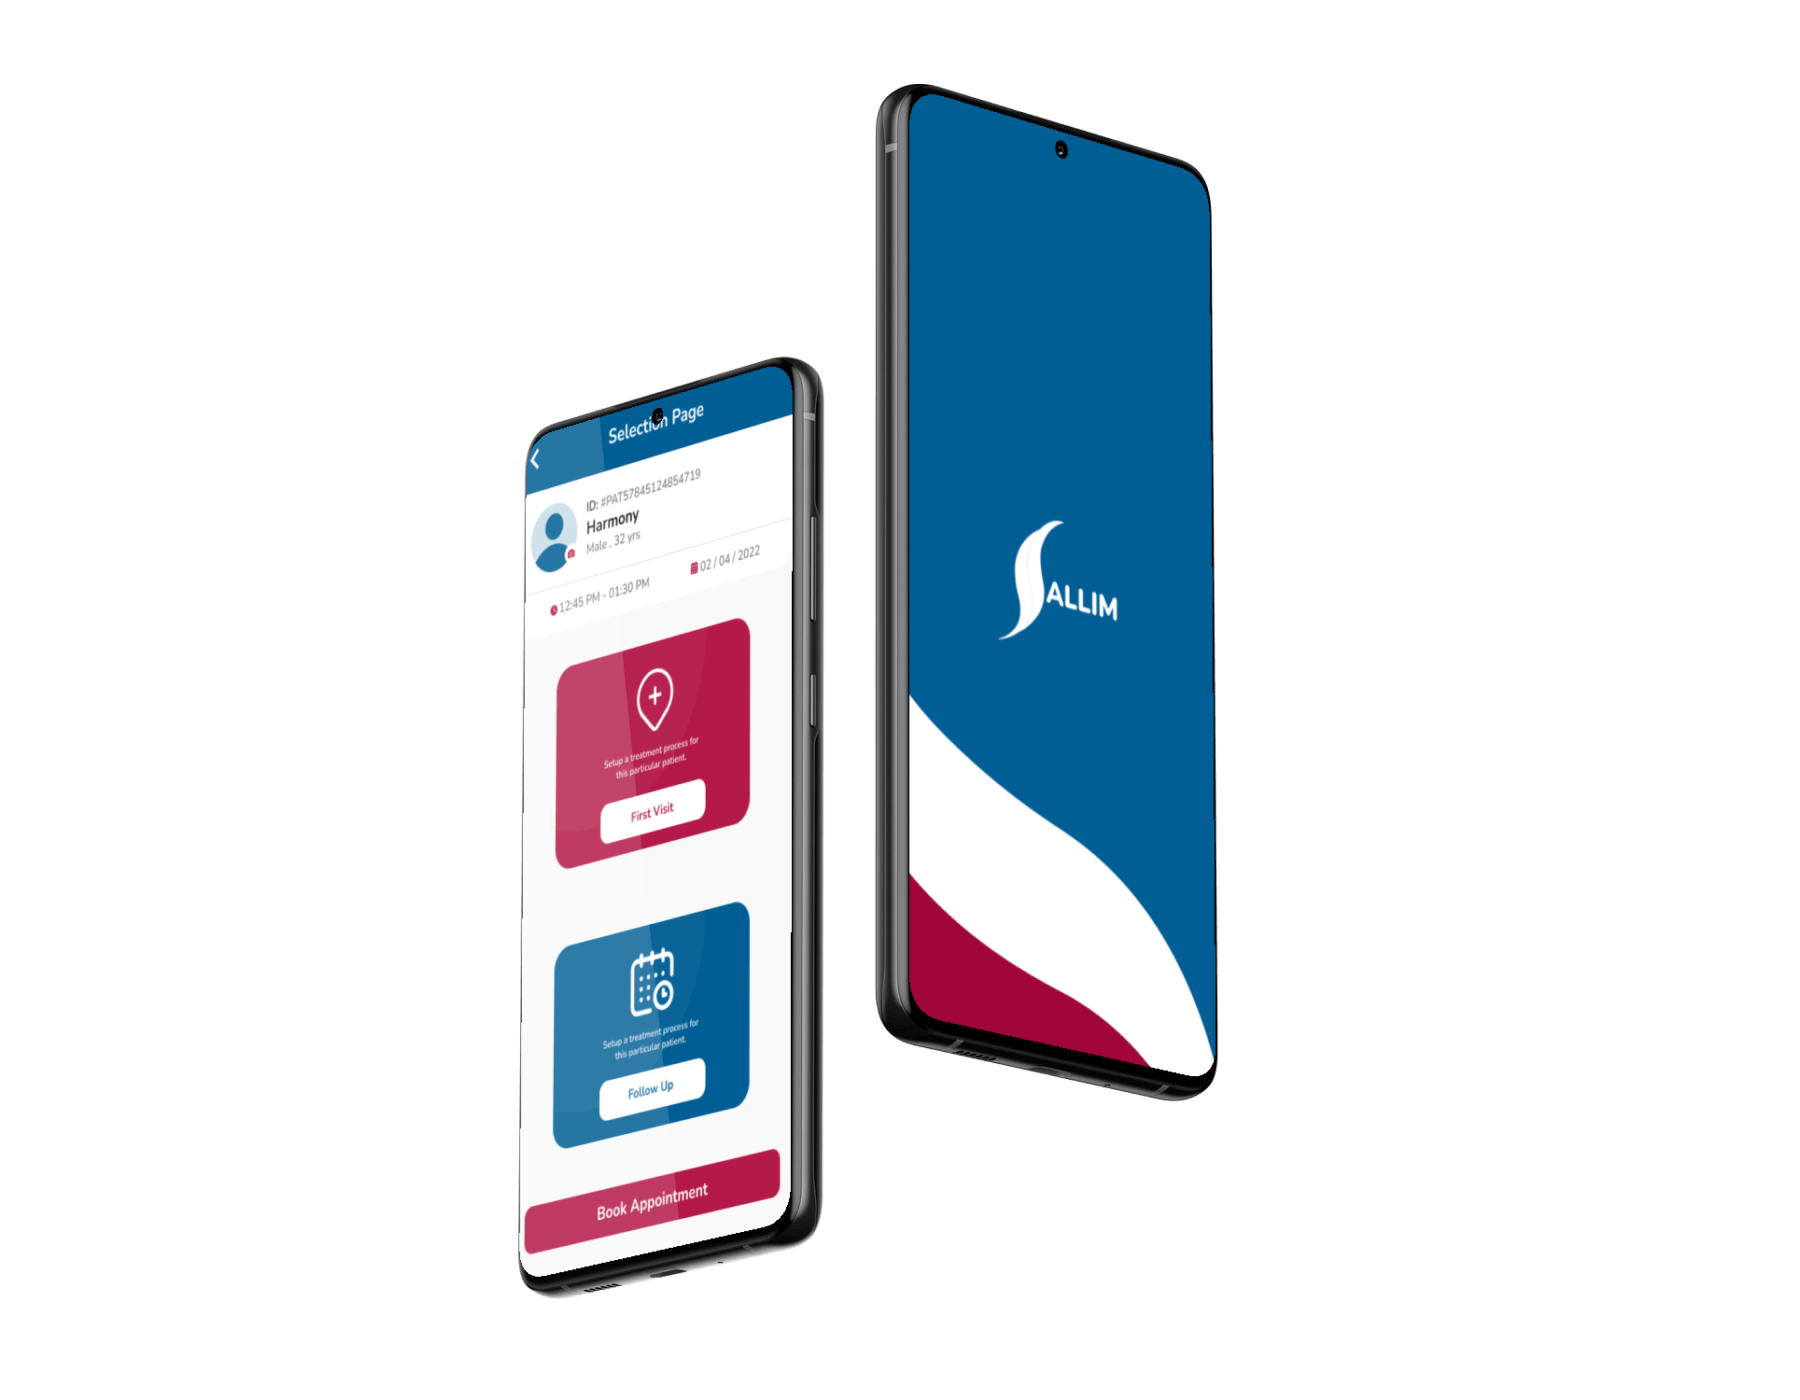 Selection Page
ID: #PAT57845124854719
Harmony
Male , 32 yrs
12:45 PM - 01:30 PM
02 / 04 / 2022
Setup a treatment process for
this particular patient.
First Visit
Setup a treatment process for
this particular patient.
Follow Up
Book Appointment
SALLIM